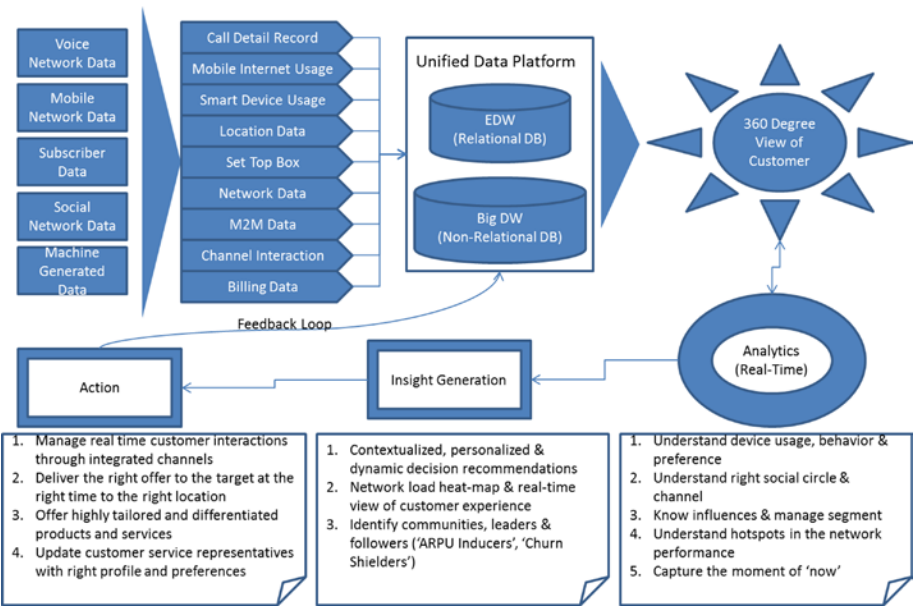 Voice
Network Data
Mobile
Network Data
Subscriber
Data
Social
Network Data
Machine
Generated
Data
Call Detail Record
Mobile Internet Usage
Smart Device Usage
Location Data
Set Top Box
Network Data
M2M Data
Channel Interaction
Billing Data
Unified Data Platform
EDW
(Relational DB)
Big DW
(Non-Relational DB)
360 Degree
View of
Customer
Feedback Loop
Action
Insight Generation
Analytics
(Real-Time)
1. Manage real time customer interactions
through integrated channels
2. Deliver the right offer to the target at the
right time to the right location
3. Offer highly tailored and differentiated
products and services
4. Update customer service representatives
with right profile and preferences
1. Contextualized, personalized &
dynamic decision recommendations
2. Network load heat-map & real-time
view of customer experience
3. Identify communities, leaders &
followers (‘ARPU Inducers’, ‘Churn
Shielders’)
1. Understand device usage, behavior &
preference
2. Understand right social circle &
channel
3. Know influences & manage segment
4. Understand hotspots in the network
performance
5. Capture the moment of ‘now’